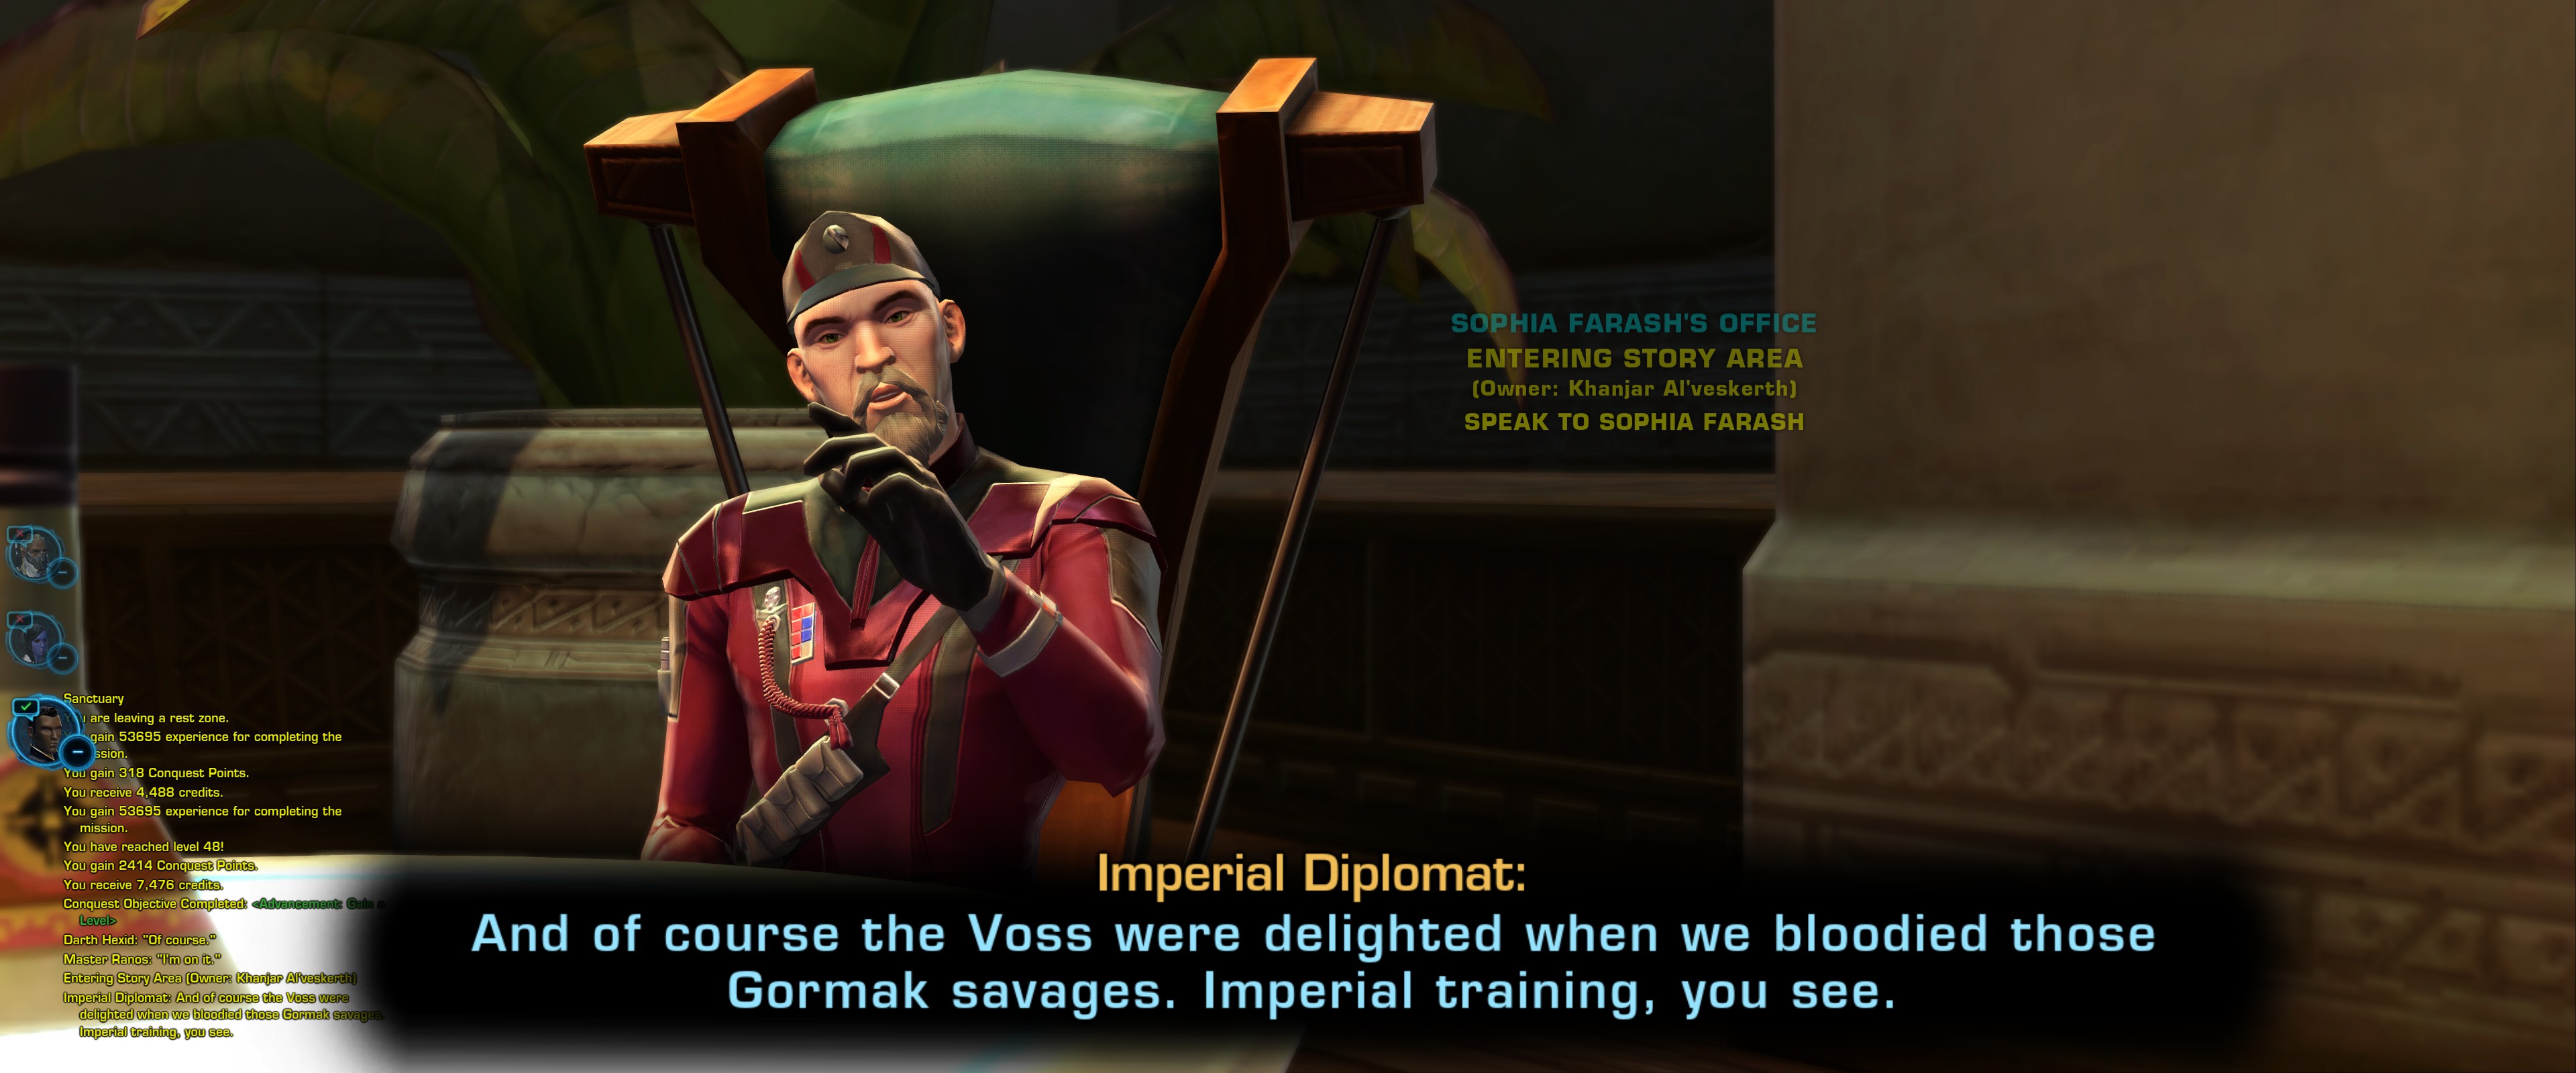 SOPHIA FARASH'S OFFICE
ENTERING STORY AREA
(Owner: Khanjar Al'veskerth)
SPEAK TO SOPHIA FARASH
Sanctuary
are leaving a rest zone.
gain 53695 experience for completing the
You gain 318 Conquest Points.
You receive 4,488 credits.
You gain 53695 experience for completing the
mission.
You have reached level 48!
You gain 2414 Conquest Points.
You receive 7,476 credits.
Conquest Objective Completed: <Advancement: Gain a
Level>
Darth Hexid: "Of course."
Master Ranos: "I'm on it."
Entering Story Area (Owner: Khanjar Al'veskerth)
Imperial Diplomat: And of course the Voss were
delighted when we bloodied those Gormak savages.
Imperial training, you see.
Imperial Diplomat:
And of course the Voss were delighted when we bloodied those
Gormak savages. Imperial training, you see.